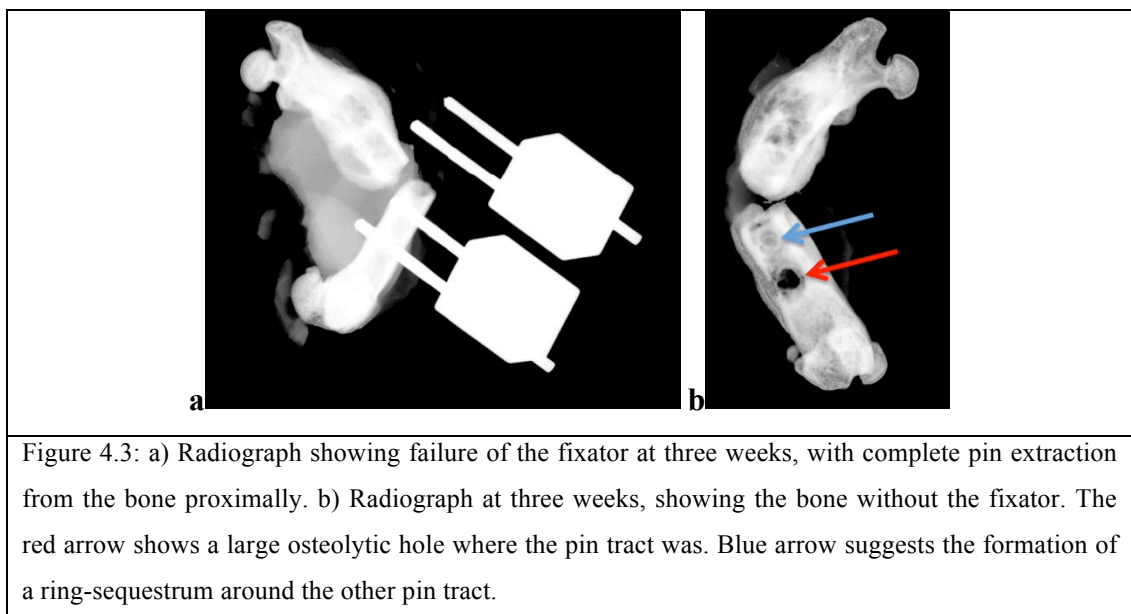 a
b
Figure 4.3: a) Radiograph showing failure of the fixator at three weeks, with complete pin extraction
from the bone proximally. b) Radiograph at three weeks, showing the bone without the fixator. The
red arrow shows a large osteolytic hole where the pin tract was. Blue arrow suggests the formation of
a ring-sequestrum around the other pin tract.